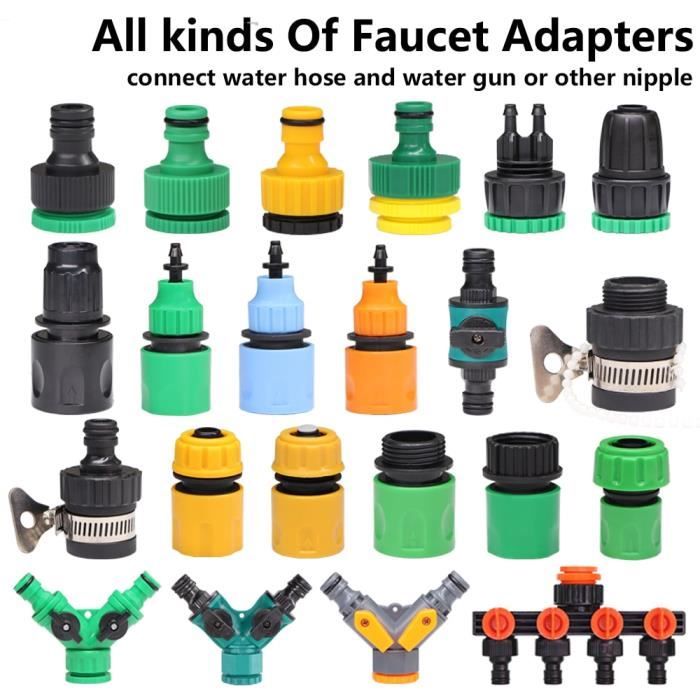 All kinds Of Faucet Adapters
connect water hose and water gun or other nipple